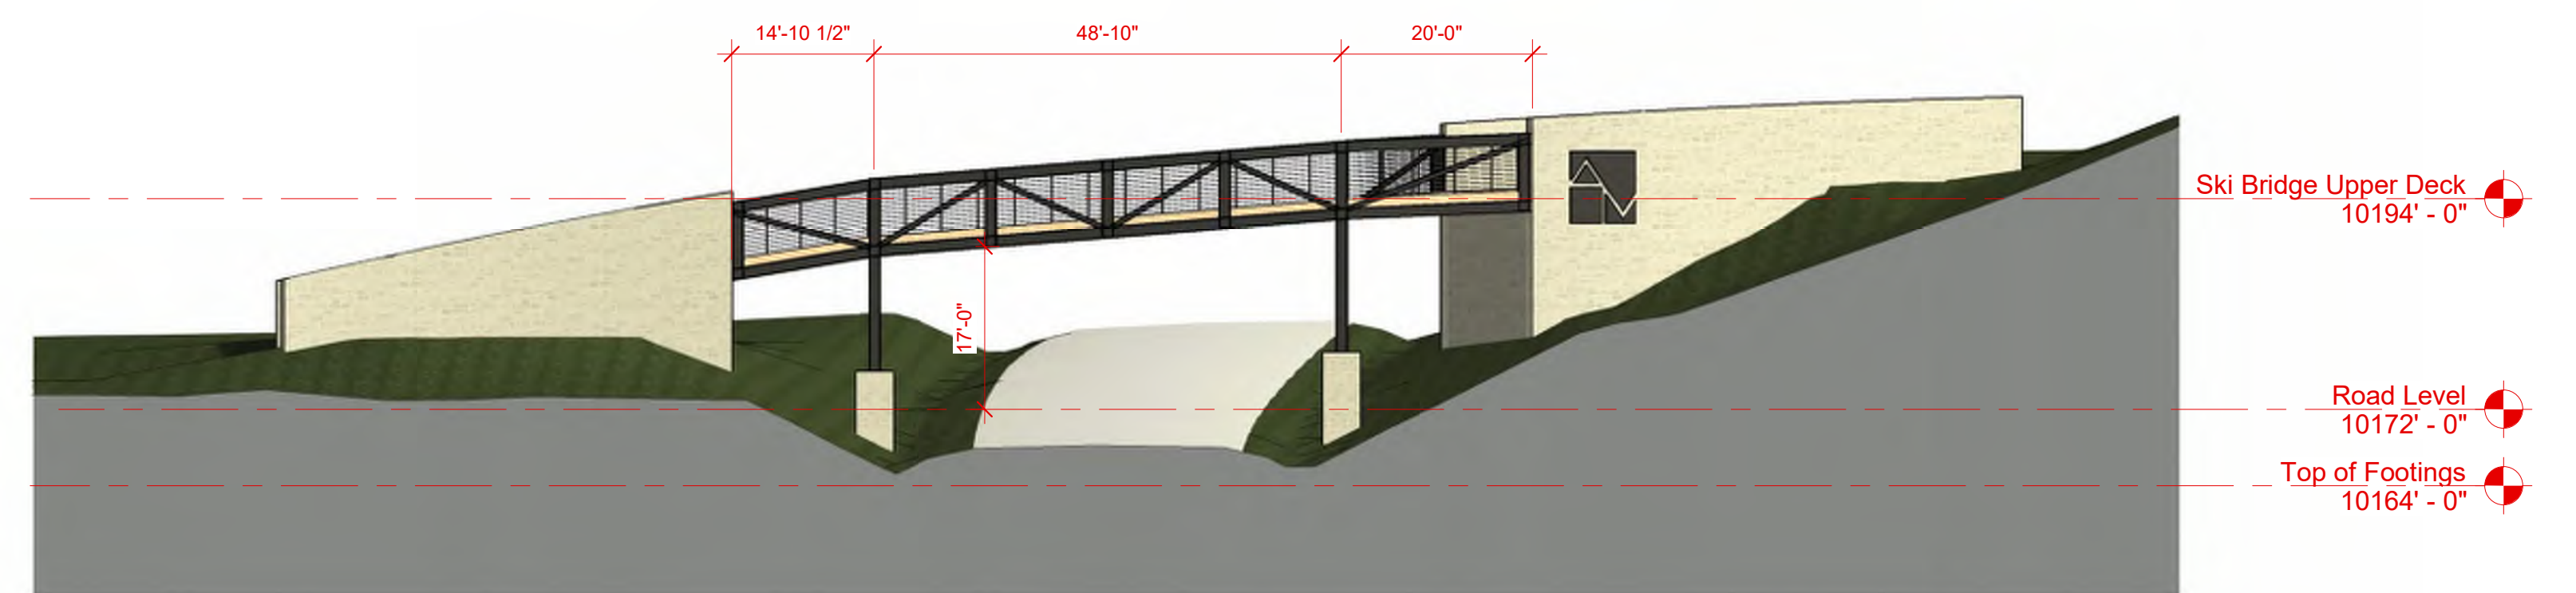 14'-10 1/2"
48'-10"
20'-0"
17'-0"
Ski Bridge Upper Deck
10194' - 0"
Road Level
10172' - 0"
Top of Footings
10164' - 0"